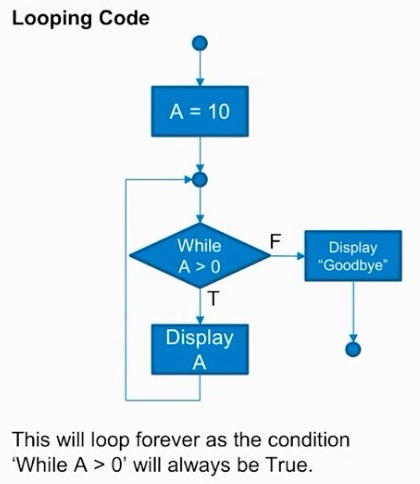 Looping Code
A = 10
While
A > 0
F
Display
“Goodbye”
T
Display
A
This will loop forever as the condition
‘While A > 0’ will always be True.